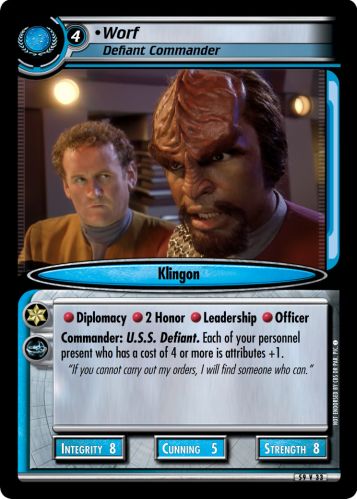 4
•Worf
Defiant Commander
Klingon
Diplomacy 2 Honor Leadership Officer
Commander: U.S.S. Defiant. Each of your personnel
present who has a cost of 4 or more is attributes +1.
"If you cannot carry out my orders, I will find someone who can."
INTEGRITY 8 CUNNING 5 STRENGTH 8
NOT ENDORSED BY CBS OR PAR. PIC.
S9 V 33